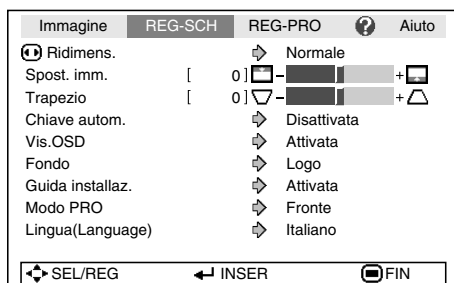 Immagine REG-SCH REG-PRO ? Aiuto
Ridimens. Normale
Spost. imm. [ 0 ] - +
Trapezio [ 0 ] - +
Chiave autom. Disattivata
Vis.OSD Attivata
Fondo Logo
Guida installaz. Attivata
Modo PRO Fronte
Lingua(Language) Italiano
SEL/REG INSER FIN